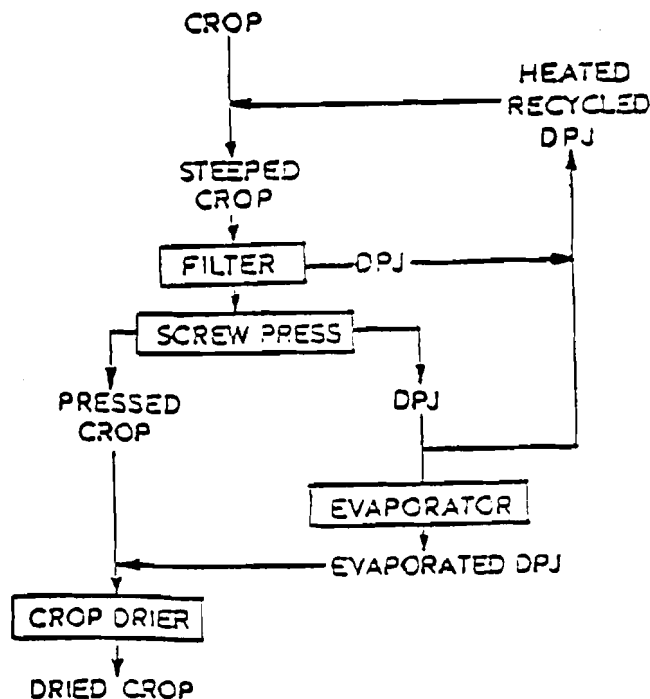 CROP
HEATED
RECYCLED
DPJ
STEEPED
CROP
FILTER
DPJ
SCREW PRESS
PRESSED
CROP
DPJ
EVAPORATOR
EVAPORATED DPJ
CROP DRIER
DRIED CROP